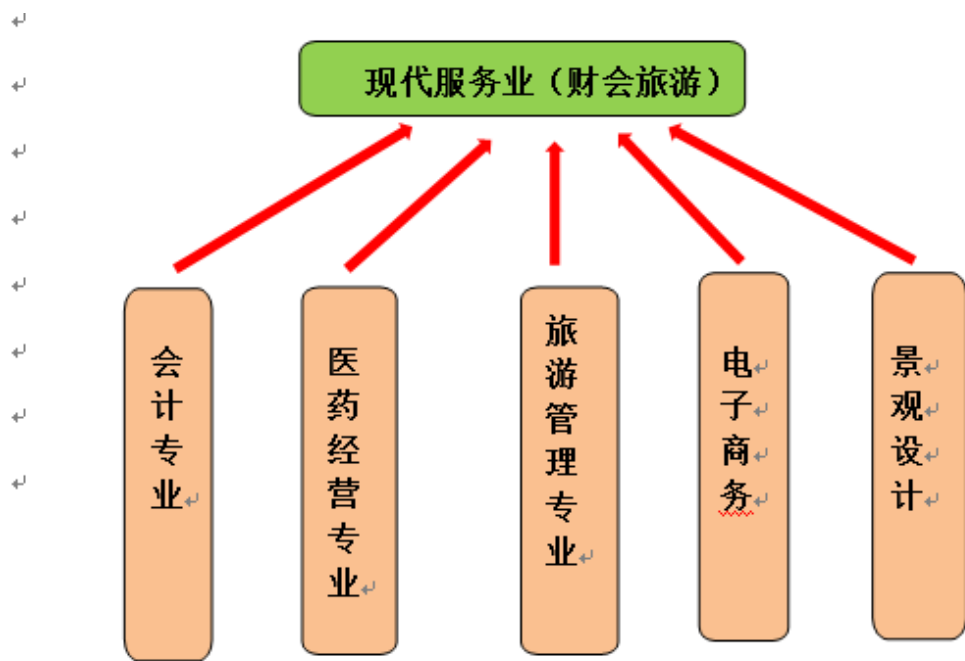 现代服务业（财会旅游）
会计专业
医药经营专业
旅游管理专业
电子商务
景观设计